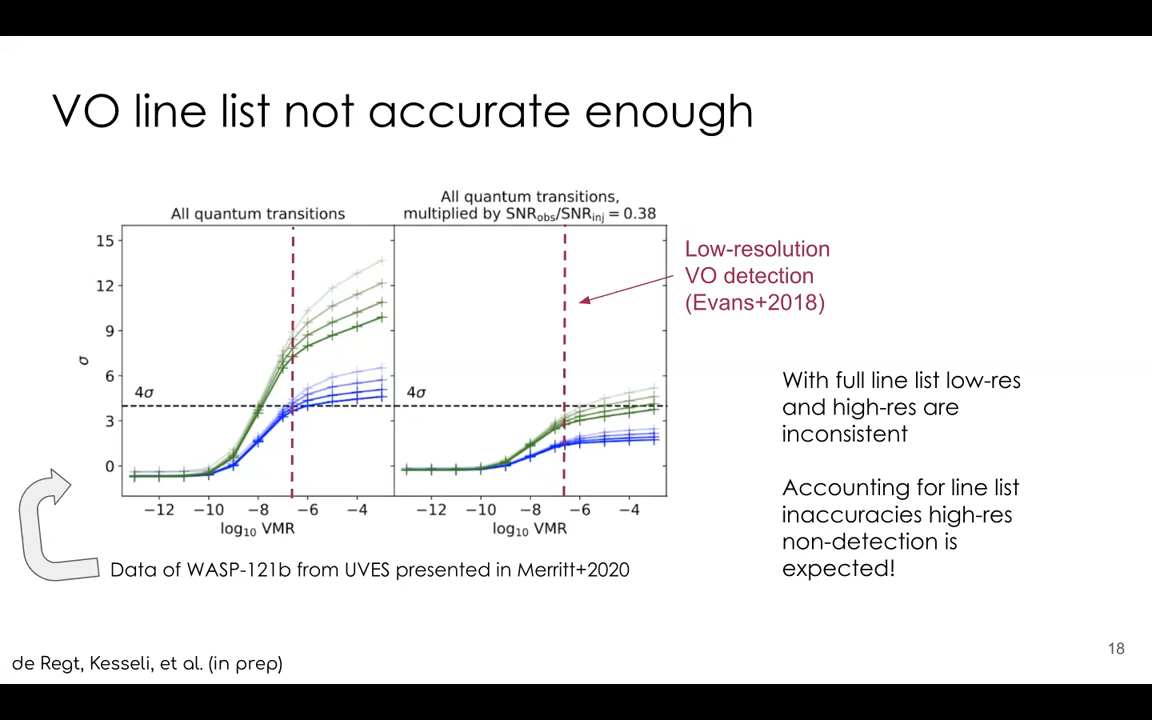 VO line list not accurate enough
All quantum transitions
All quantum transitions,
multiplied by SNRobs/SNRinj = 0.38
15
12
9
6
3
0
σ
4σ
4σ
−12 −10 −8 −6 −4
−12 −10 −8 −6 −4
log10 VMR
log10 VMR
Low-resolution
VO detection
(Evans+2018)
With full line list low-res
and high-res are
inconsistent
Accounting for line list
inaccuracies high-res
non-detection is
expected!
Data of WASP-121b from UVES presented in Merritt+2020
de Regt, Kesseli, et al. (in prep)
18